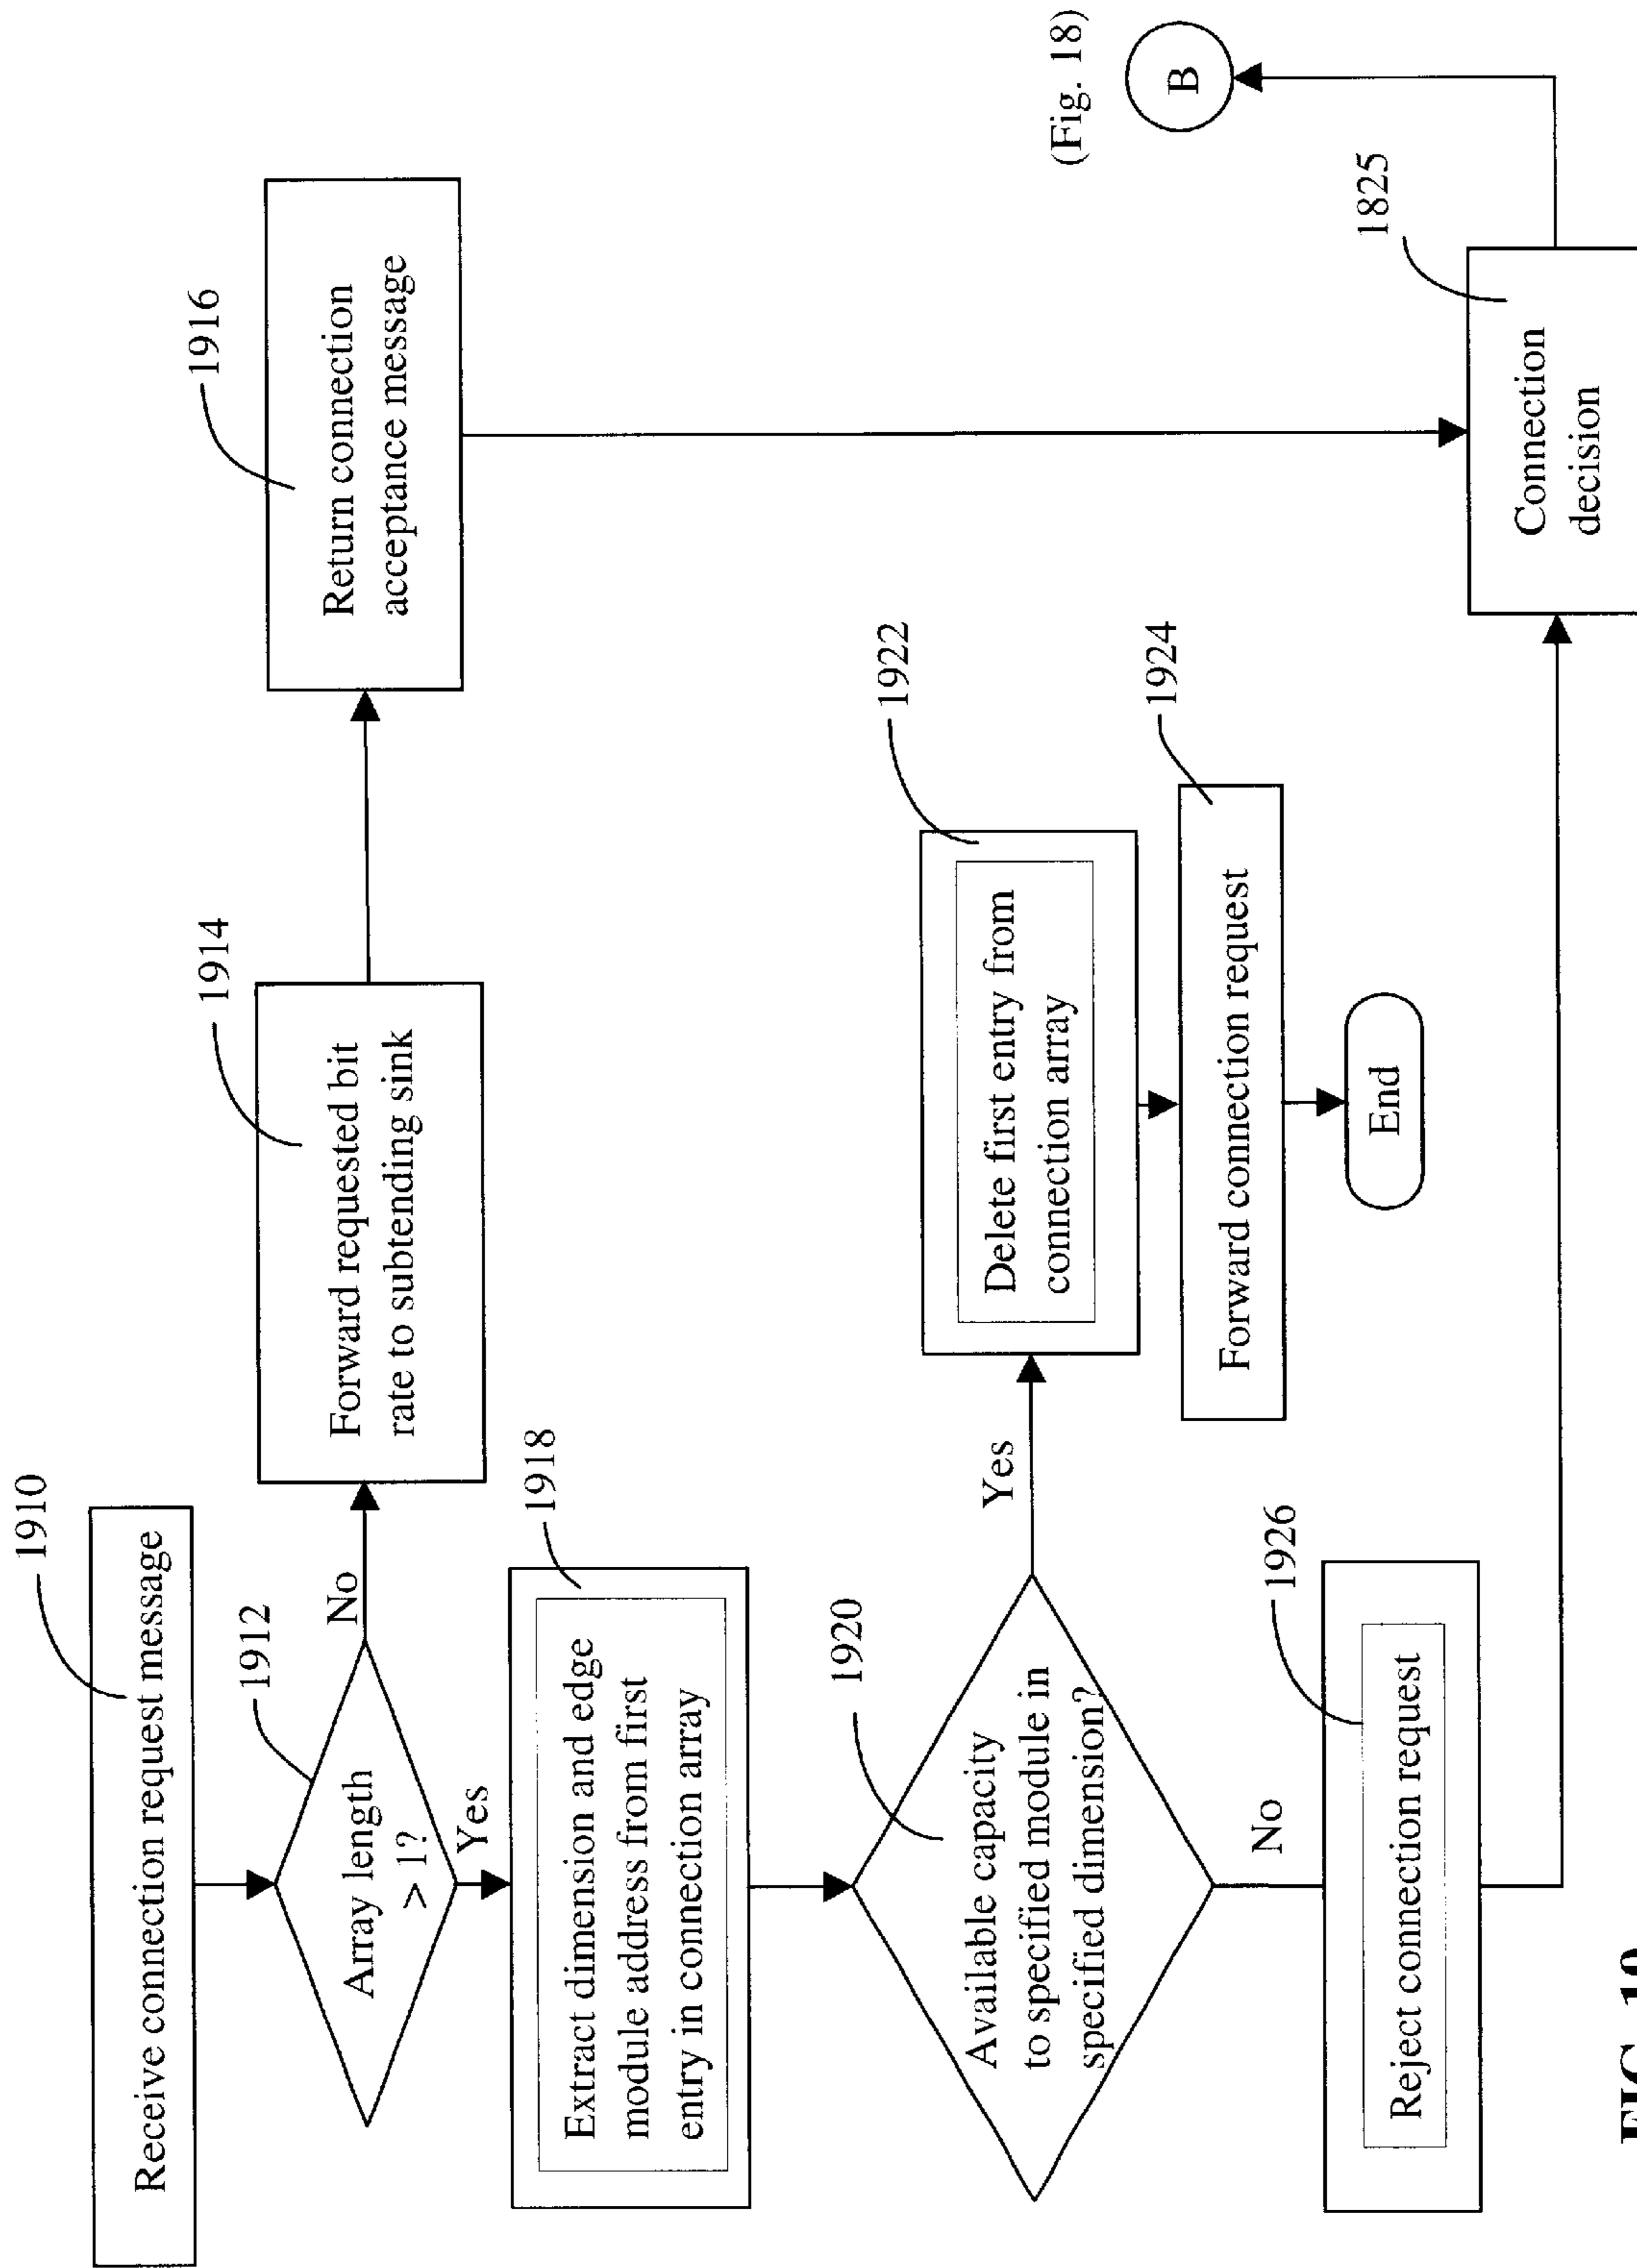 1910
Receive connection request message
1912
Array length
> 1?
No
Yes
1914
Forward requested bit
rate to subtending sink
1916
Return connection
acceptance message
1918
Extract dimension and edge
module address from first
entry in connection array
1920
Available capacity
to specified module in
specified dimension?
Yes
No
1922
Delete first entry from
connection array
1924
Forward connection request
End
1926
Reject connection request
1825
Connection
decision
(Fig. 18)
B
FIG. 19